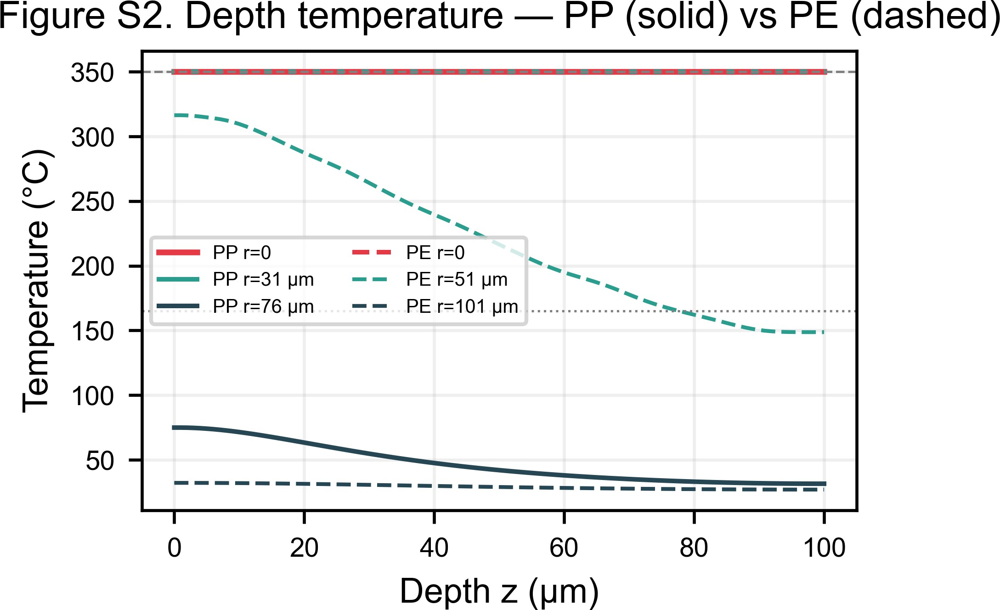 Figure S2. Depth temperature — PP (solid) vs PE (dashed)
Temperature (°C)
350
300
250
200
150
100
50
PP r=0
PE r=0
PP r=31 µm
PE r=51 µm
PP r=76 µm
PE r=101 µm
0 20 40 60 80 100
Depth z (µm)